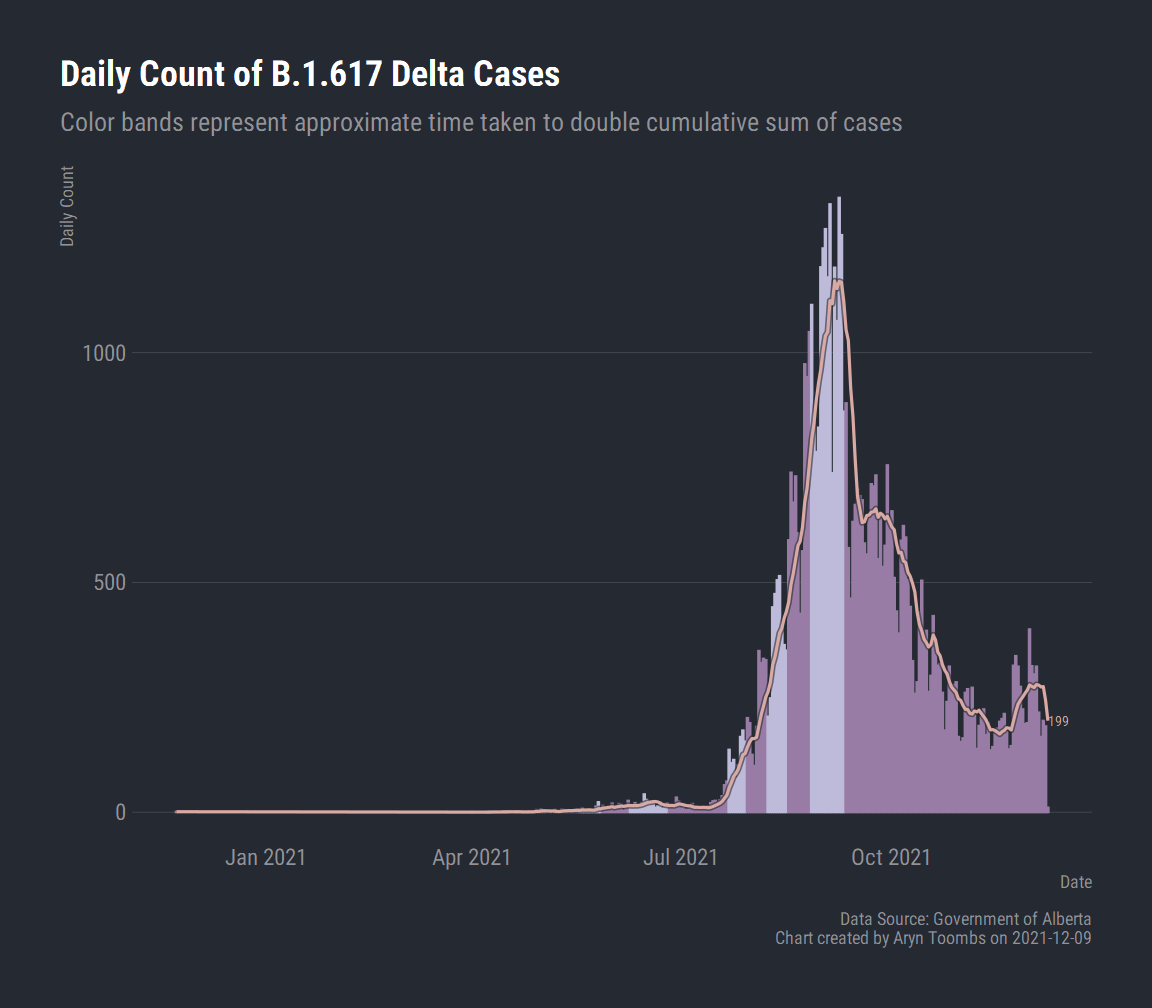 Daily Count of B.1.617 Delta Cases
Color bands represent approximate time taken to double cumulative sum of cases
Daily Count
1000
500
199
0
Jan 2021 Apr 2021 Jul 2021 Oct 2021
Date
Data Source: Government of Alberta
Chart created by Aryn Toombs on 2021-12-09